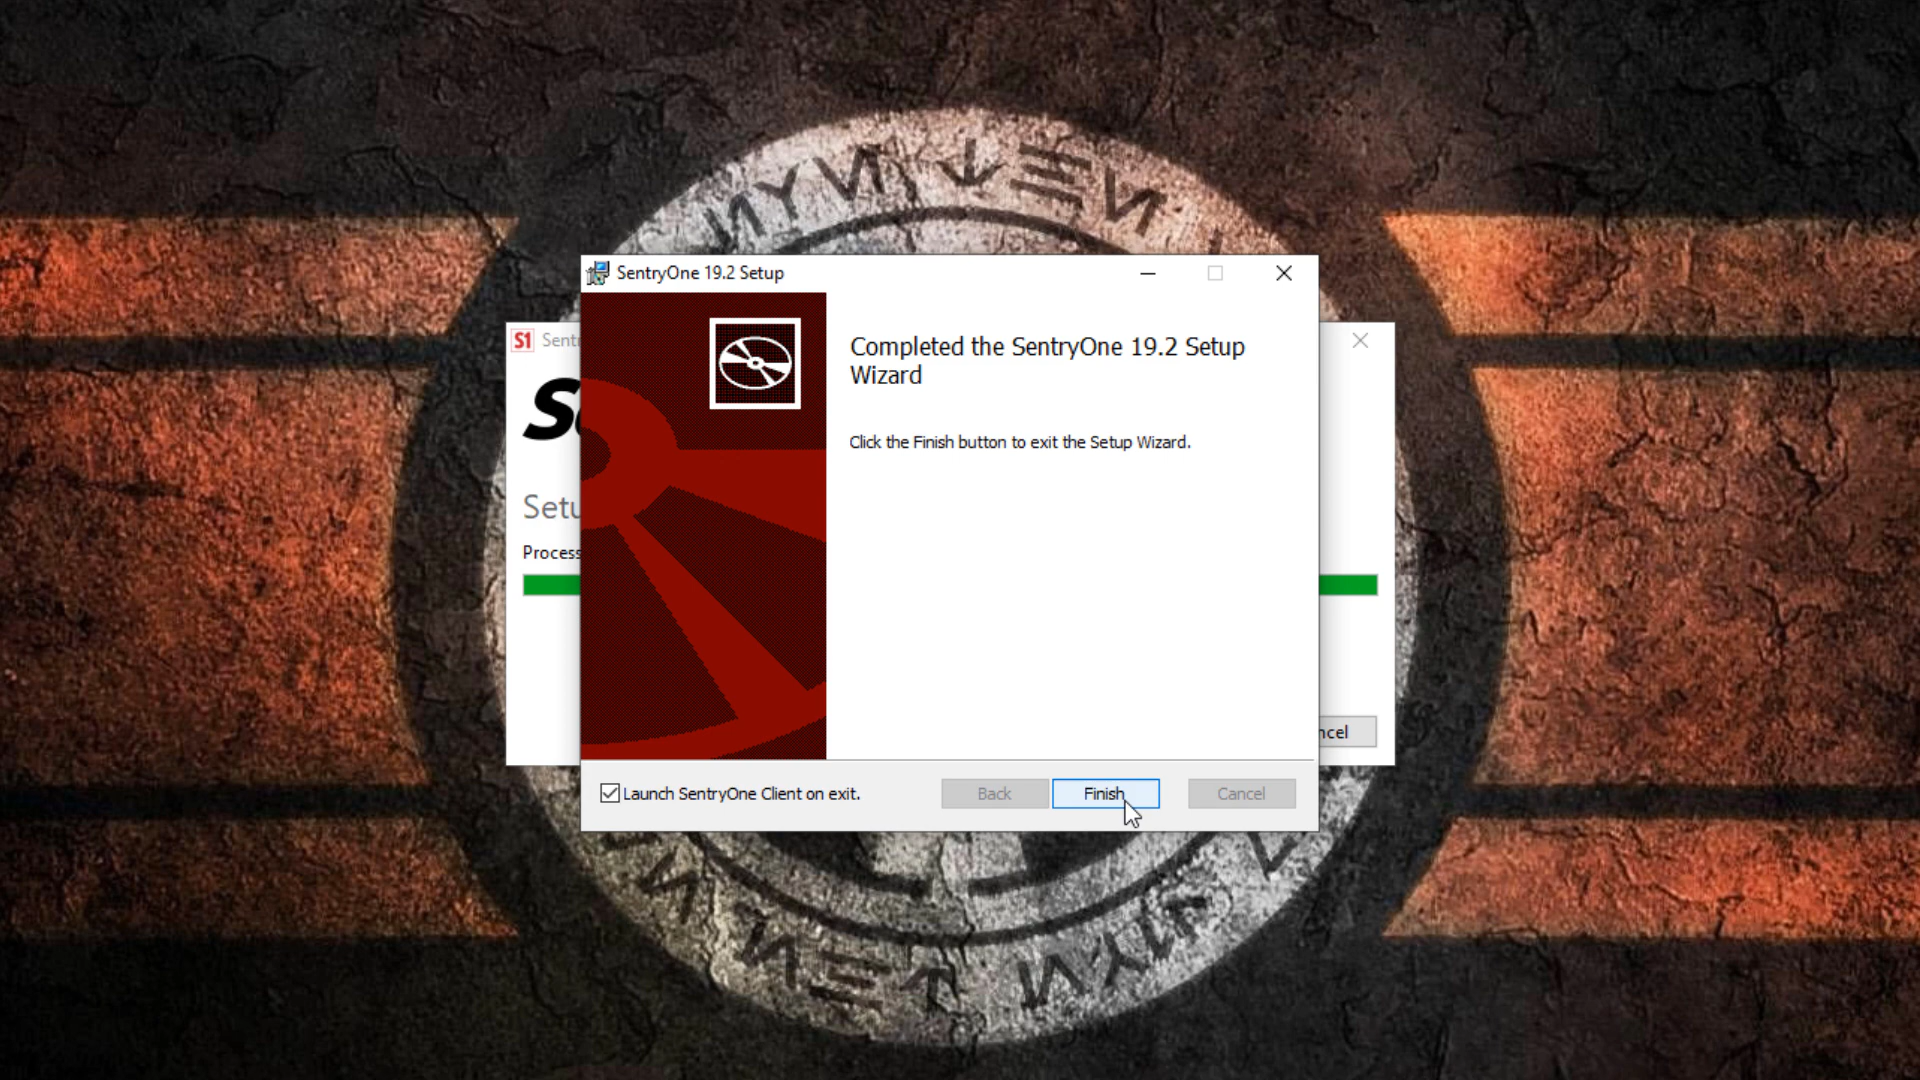 SentryOne 19.2 Setup
S1 Sent
Completed the SentryOne 19.2 Setup
Wizard
Click the Finish button to exit the Setup Wizard.
S
Setu
Process
ncel
Launch SentryOne Client on exit.
Back
Finish
Cancel